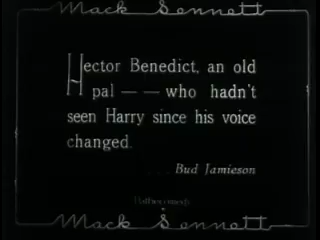 Mack Sennett
Hector Benedict, an old
pal — — who hadn't
seen Harry since his voice
changed.
... Bud Jamieson
Pathécomedy
Mack Sennett